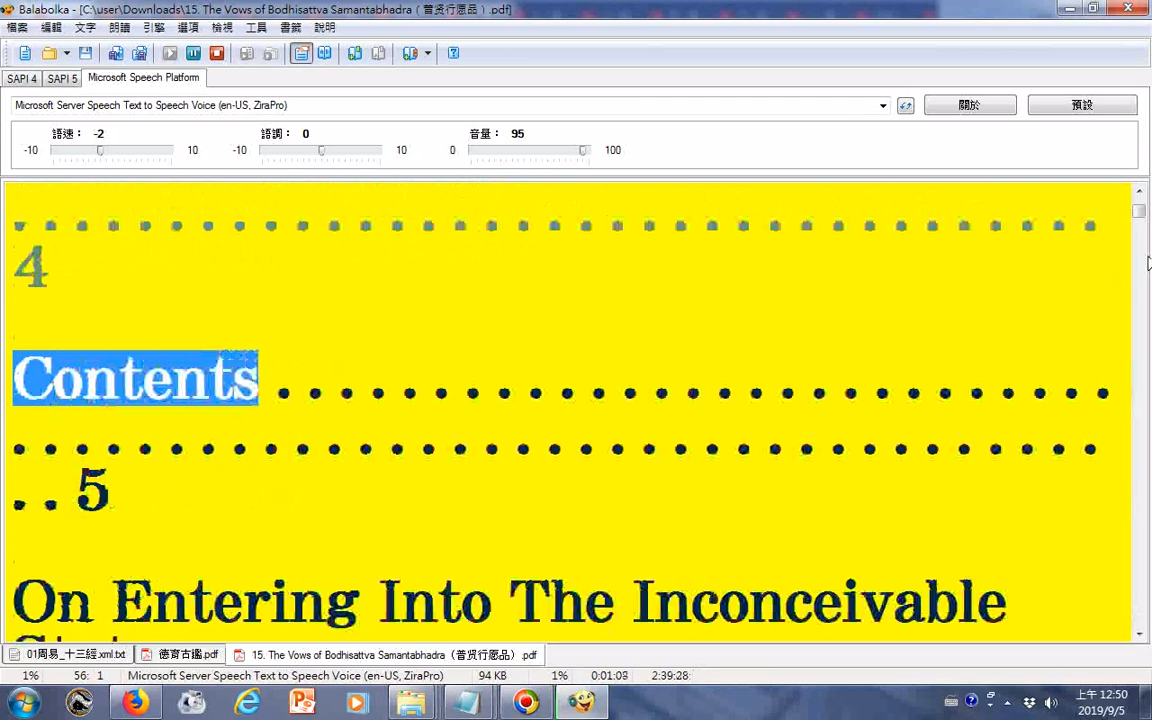 Balabolka - [C:\user\Downloads\15. The Vows of Bodhisattva Samantabhadra（普贤行愿品）.pdf]
檔案 編輯 文字 朗讀 引擎 選項 檢視 工具 書籤 說明
SAPI 4 SAPI 5 Microsoft Speech Platform
Microsoft Server Speech Text to Speech Voice (en-US, ZiraPro) 關於 預設
語速： -2 語調： 0 音量： 95
-10 10 -10 10 0 100
. . . . . . . . . . . . . . . . . . . . . . . . . . . . . . . . . . .
4
Contents . . . . . . . . . . . . . . . . . . . . . . . . . . .
. . . . . . . . . . . . . . . . . . . . . . . . . . . . . . . . . . .
. . 5
On Entering Into The Inconceivable
01周易_十三經.xml.txt 德育古鑑.pdf 15. The Vows of Bodhisattva Samantabhadra（普贤行愿品）.pdf
1% 56: 1 Microsoft Server Speech Text to Speech Voice (en-US, ZiraPro) 94 KB 1% 0:01:08 2:39:28
上午 12:50
2019/9/5